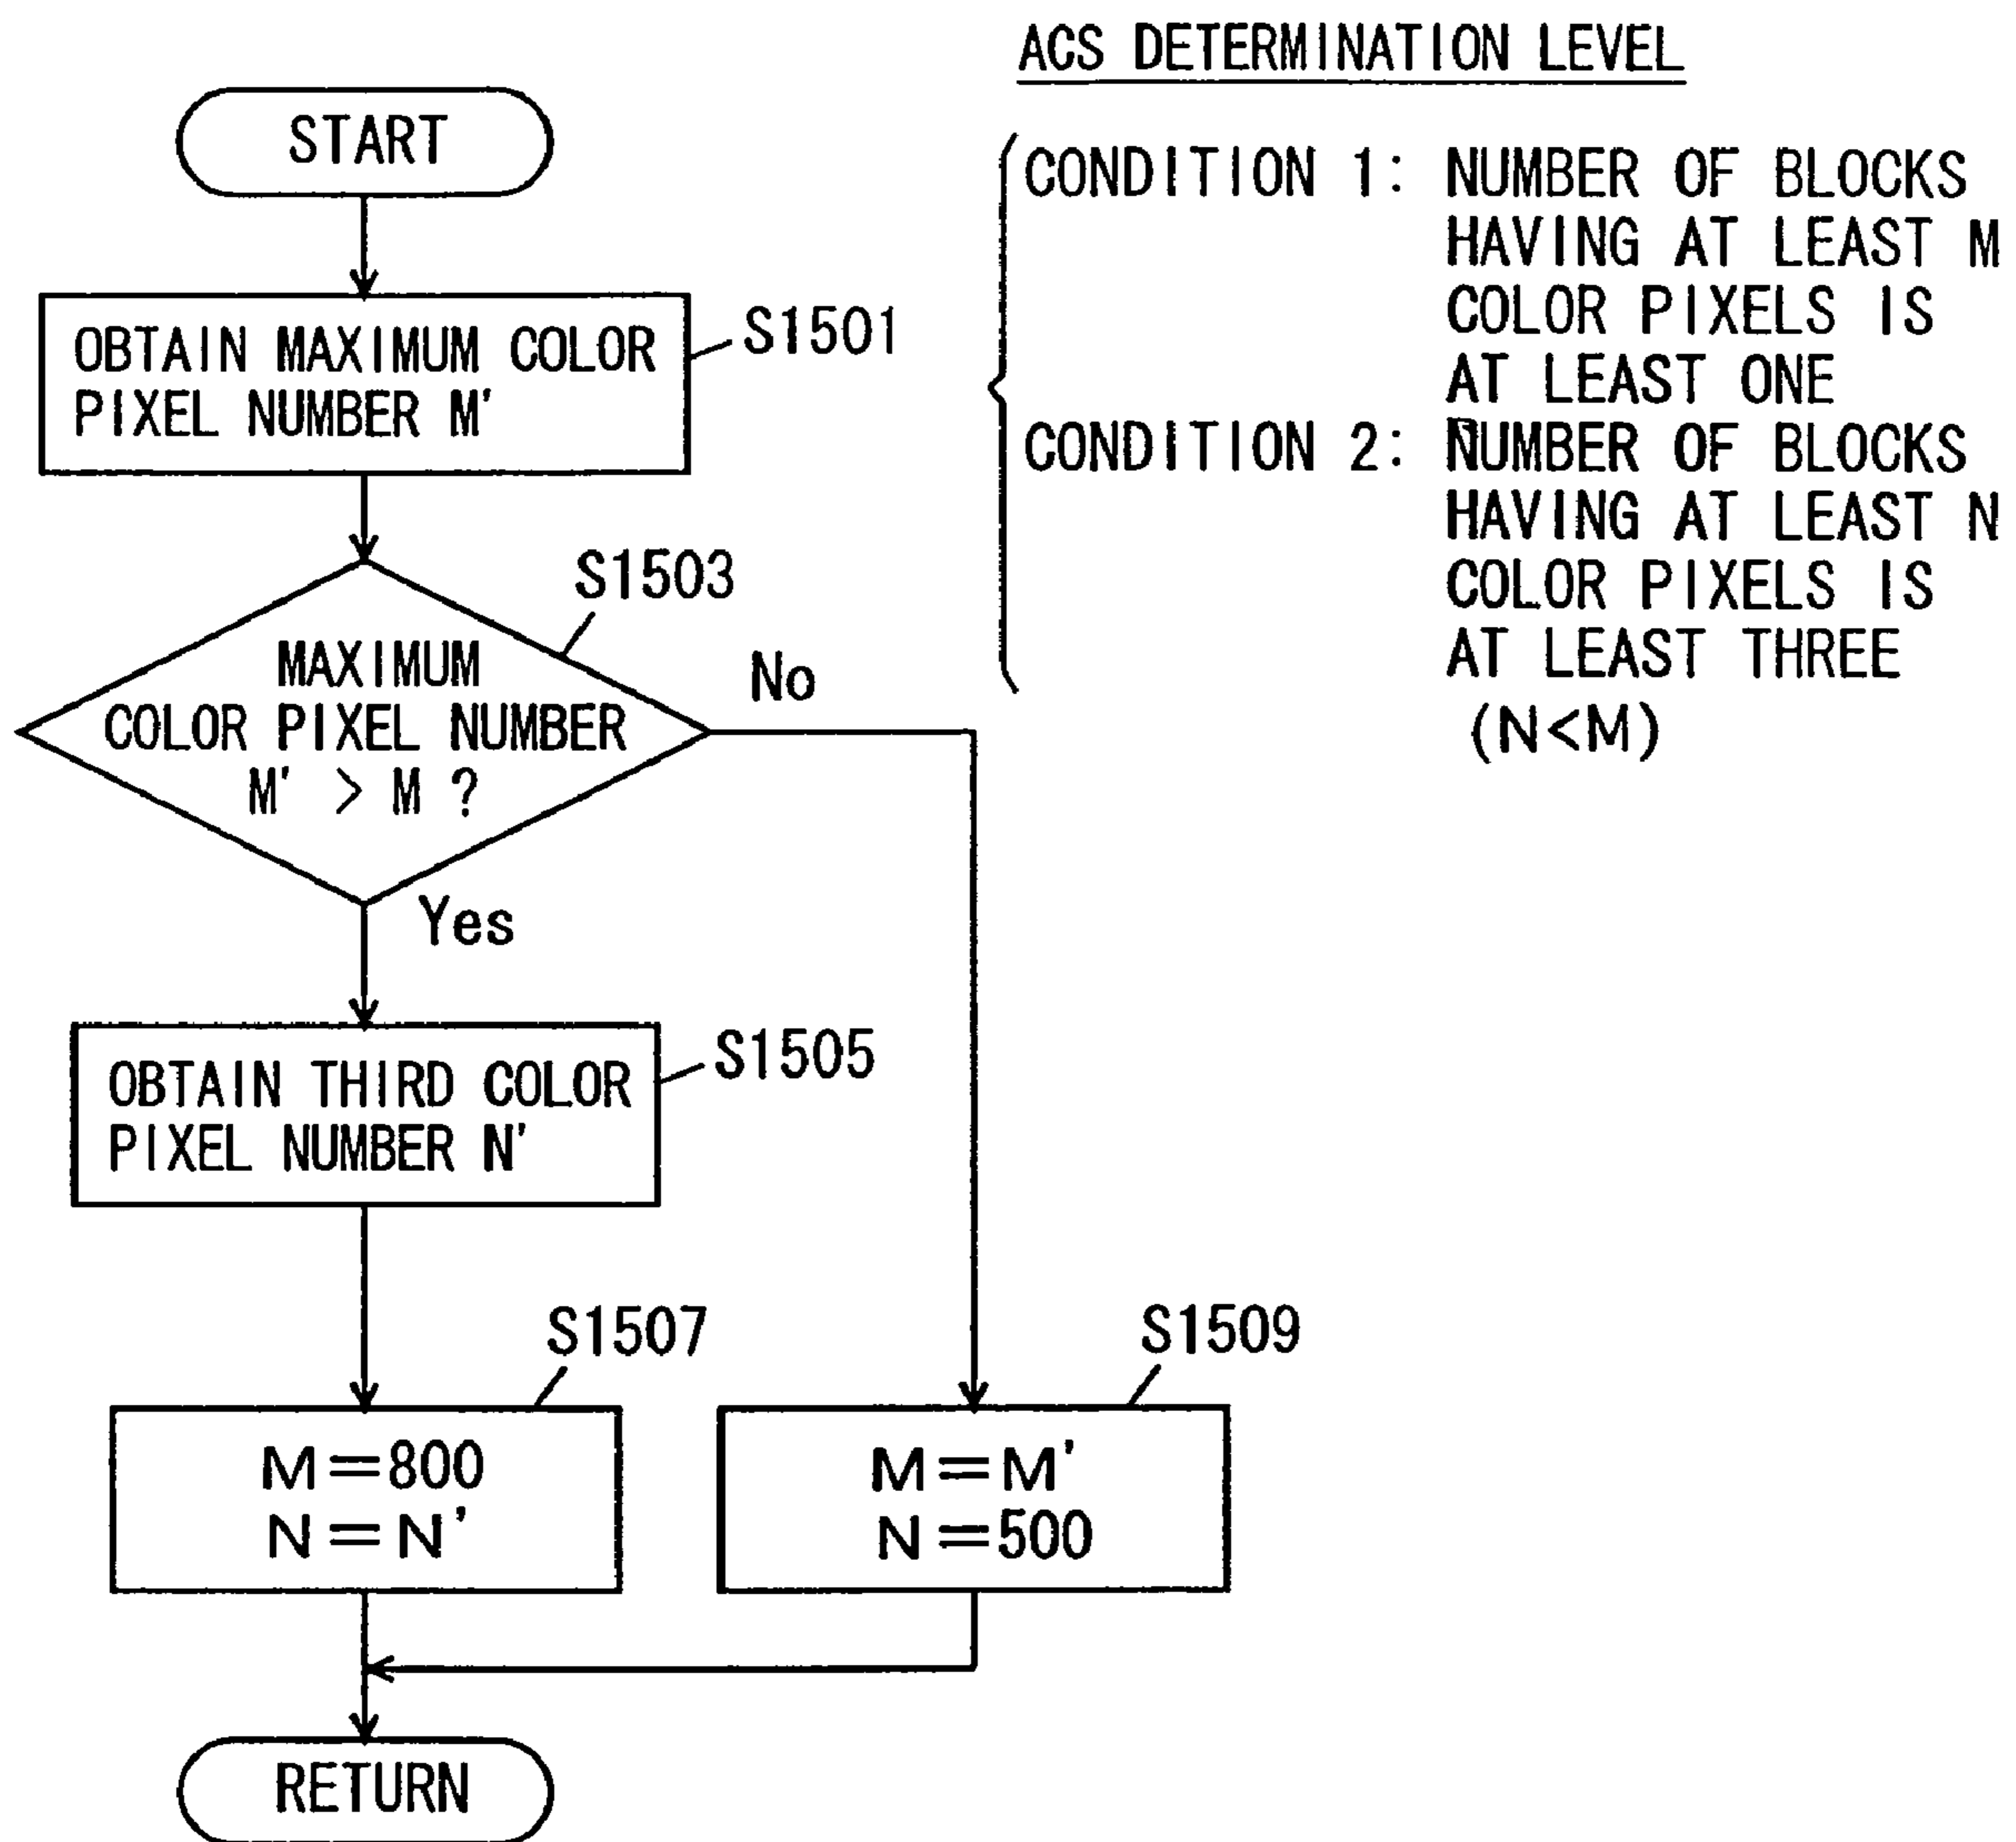 ACS DETERMINATION LEVEL
START
CONDITION 1: NUMBER OF BLOCKS
HAVING AT LEAST M
COLOR PIXELS IS
AT LEAST ONE
CONDITION 2: NUMBER OF BLOCKS
HAVING AT LEAST N
COLOR PIXELS IS
AT LEAST THREE
(N<M)
OBTAIN MAXIMUM COLOR
PIXEL NUMBER M'
S1501
S1503
MAXIMUM
COLOR PIXEL NUMBER
M' > M ?
No
Yes
OBTAIN THIRD COLOR
PIXEL NUMBER N'
S1505
S1507
M=800
N=N'
S1509
M=M'
N=500
RETURN